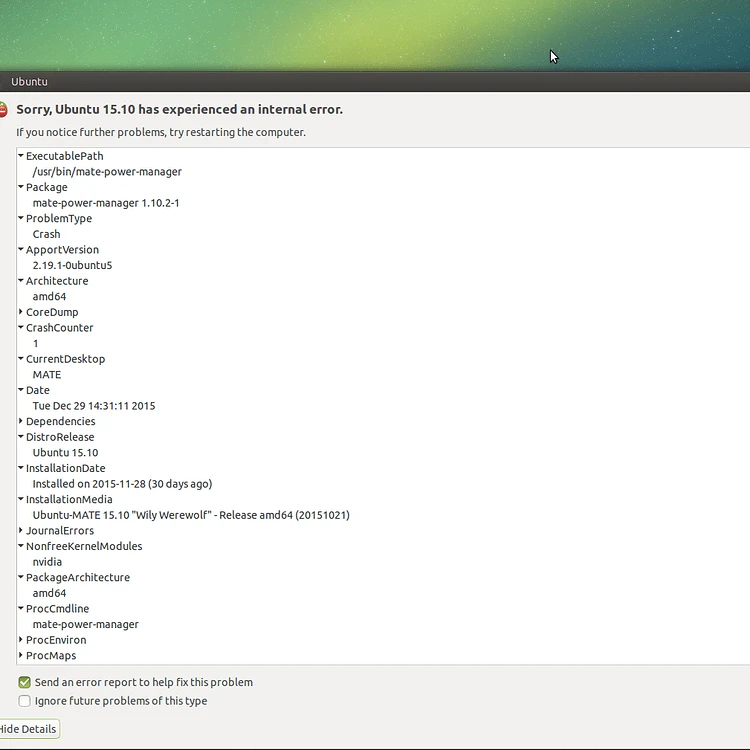 Ubuntu
Sorry, Ubuntu 15.10 has experienced an internal error.
If you notice further problems, try restarting the computer.
ExecutablePath
/usr/bin/mate-power-manager
Package
mate-power-manager 1.10.2-1
ProblemType
Crash
ApportVersion
2.19.1-0ubuntu5
Architecture
amd64
CoreDump
CrashCounter
1
CurrentDesktop
MATE
Date
Tue Dec 29 14:31:11 2015
Dependencies
DistroRelease
Ubuntu 15.10
InstallationDate
Installed on 2015-11-28 (30 days ago)
InstallationMedia
Ubuntu-MATE 15.10 "Wily Werewolf" - Release amd64 (20151021)
JournalErrors
NonfreeKernelModules
nvidia
PackageArchitecture
amd64
ProcCmdline
mate-power-manager
ProcEnviron
ProcMaps
Send an error report to help fix this problem
Ignore future problems of this type
Hide Details